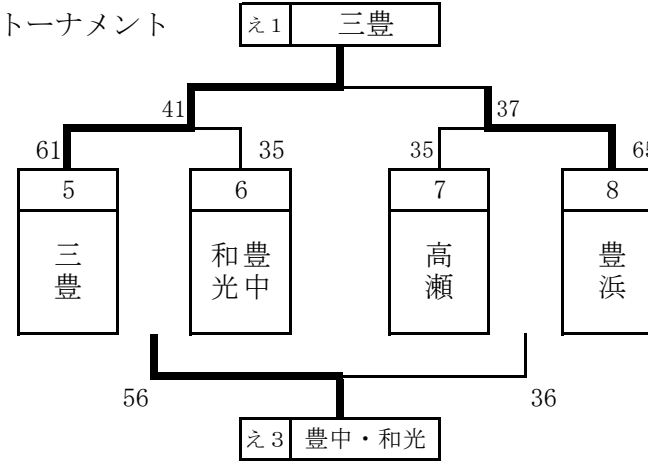 トーナメント
え1 三豊
41 37
61 35 35 65
5 6 7 8
三豊 豊中和光 高瀬 豊浜
56 36
え3 豊中・和光